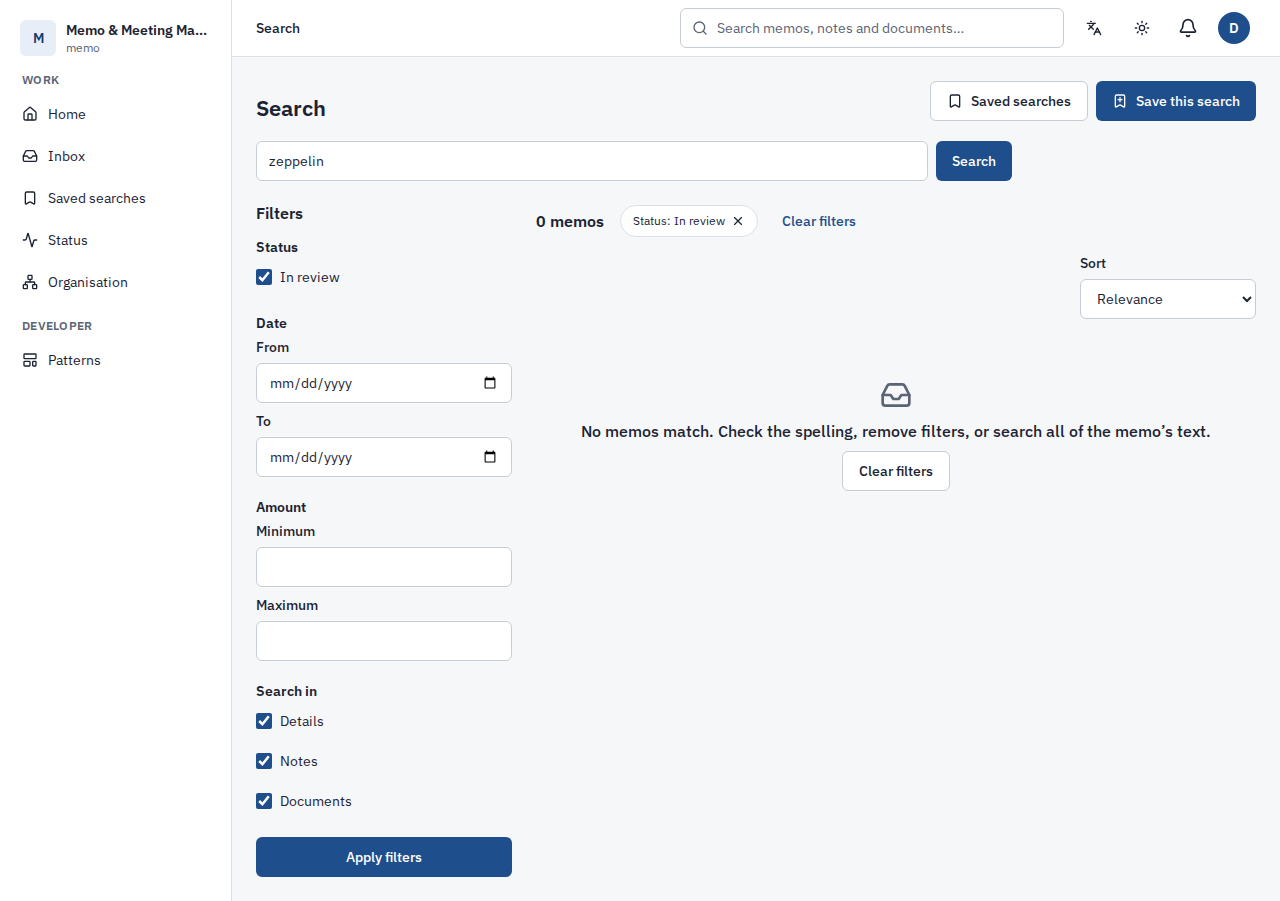 M
Memo & Meeting Ma...
memo
WORK
Home
Inbox
Saved searches
Status
Organisation
DEVELOPER
Patterns
Search
Search memos, notes and documents...
D
Search
Saved searches
Save this search
zeppelin
Search
Filters
Status
In review
Date
From
mm/dd/yyyy
To
mm/dd/yyyy
Amount
Minimum
Maximum
Search in
Details
Notes
Documents
Apply filters
0 memos
Status: In review
Clear filters
Sort
Relevance
No memos match. Check the spelling, remove filters, or search all of the memo’s text.
Clear filters